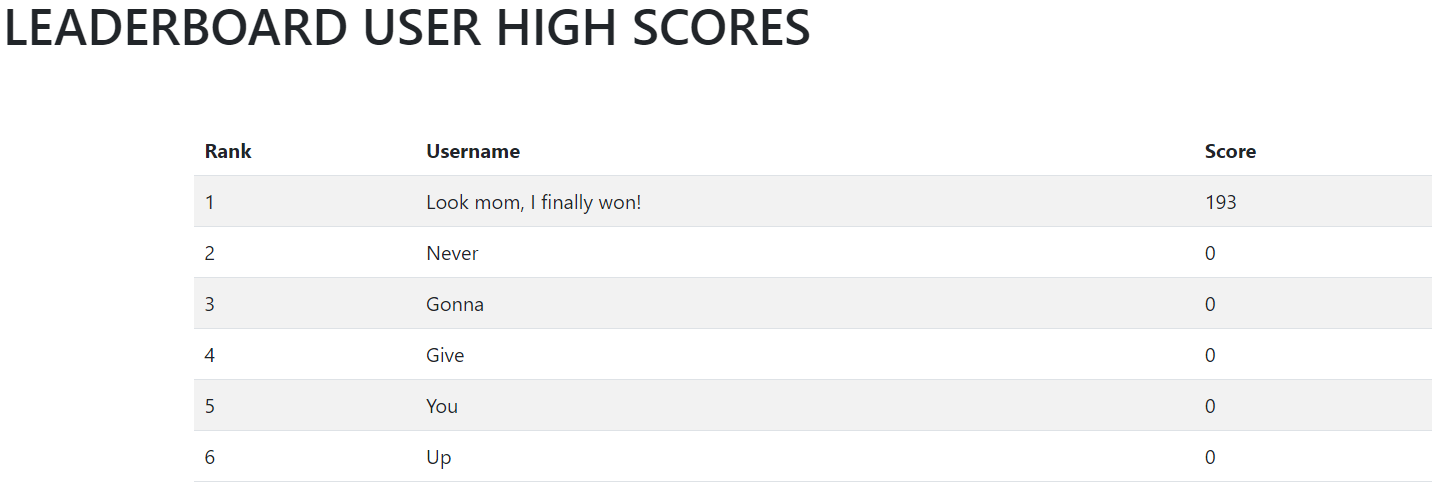 LEADERBOARD USER HIGH SCORES
Rank Username Score
1 Look mom, I finally won! 193
2 Never 0
3 Gonna 0
4 Give 0
5 You 0
6 Up 0